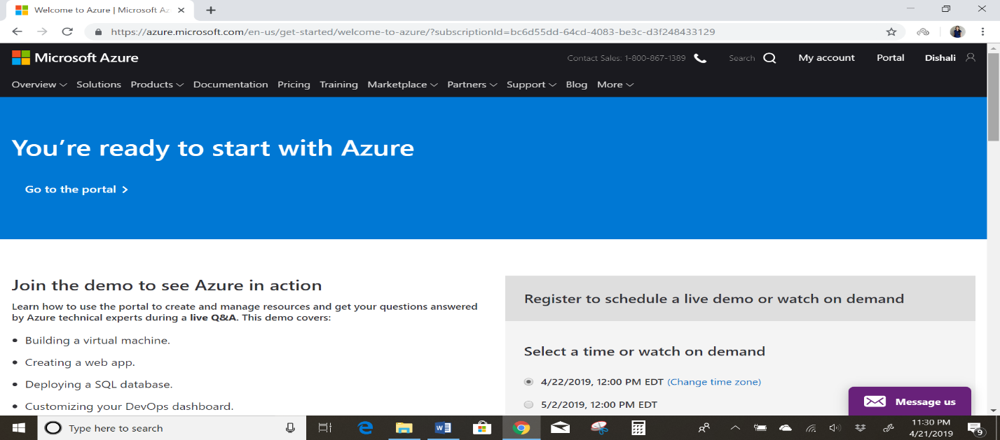 Welcome to Azure | Microsoft Az
https://azure.microsoft.com/en-us/get-started/welcome-to-azure/?subscriptionId=bc6d55dd-64cd-4083-be3c-d3f248433129
Microsoft Azure
Contact Sales: 1-800-867-1389 Search My account Portal Dishali
Overview Solutions Products Documentation Pricing Training Marketplace Partners Support Blog More
You're ready to start with Azure
Go to the portal
Join the demo to see Azure in action
Learn how to use the portal to create and manage resources and get your questions answered
by Azure technical experts during a live Q&A. This demo covers:
• Building a virtual machine.
• Creating a web app.
• Deploying a SQL database.
• Customizing your DevOps dashboard.
Register to schedule a live demo or watch on demand
Select a time or watch on demand
4/22/2019, 12:00 PM EDT (Change time zone)
5/2/2019, 12:00 PM EDT
Message us
Type here to search
11:30 PM
4/21/2019
9